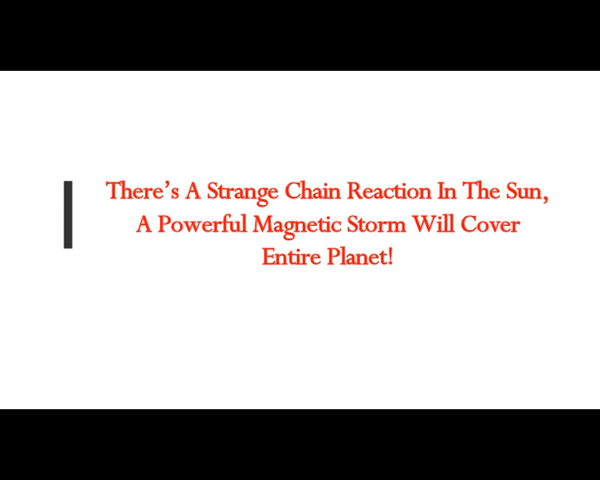 There's A Strange Chain Reaction In The Sun,
A Powerful Magnetic Storm Will Cover
Entire Planet!